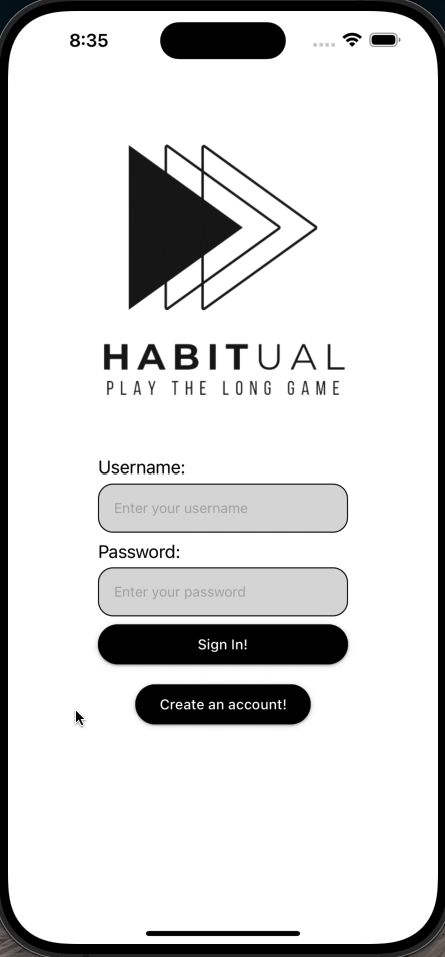 8:35
HABITUAL
PLAY THE LONG GAME
Username:
Enter your username
Password:
Enter your password
Sign In!
Create an account!